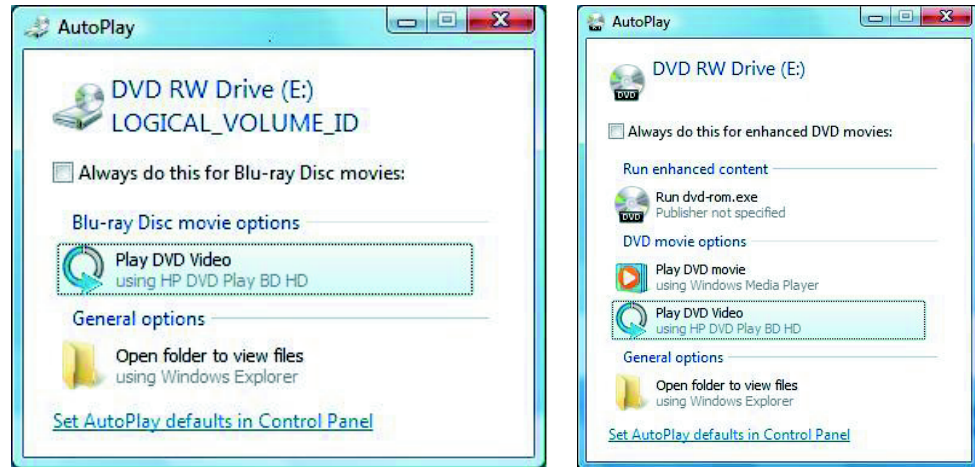 AutoPlay
DVD RW Drive (E:)
LOGICAL_VOLUME_ID
Always do this for Blu-ray Disc movies:
Blu-ray Disc movie options
Play DVD Video
using HP DVD Play BD HD
General options
Open folder to view files
using Windows Explorer
Set AutoPlay defaults in Control Panel
AutoPlay
DVD RW Drive (E:)
DVD
Always do this for enhanced DVD movies:
Run enhanced content
Run dvd-rom.exe
Publisher not specified
DVD
DVD movie options
Play DVD movie
using Windows Media Player
Play DVD Video
using HP DVD Play BD HD
General options
Open folder to view files
using Windows Explorer
Set AutoPlay defaults in Control Panel